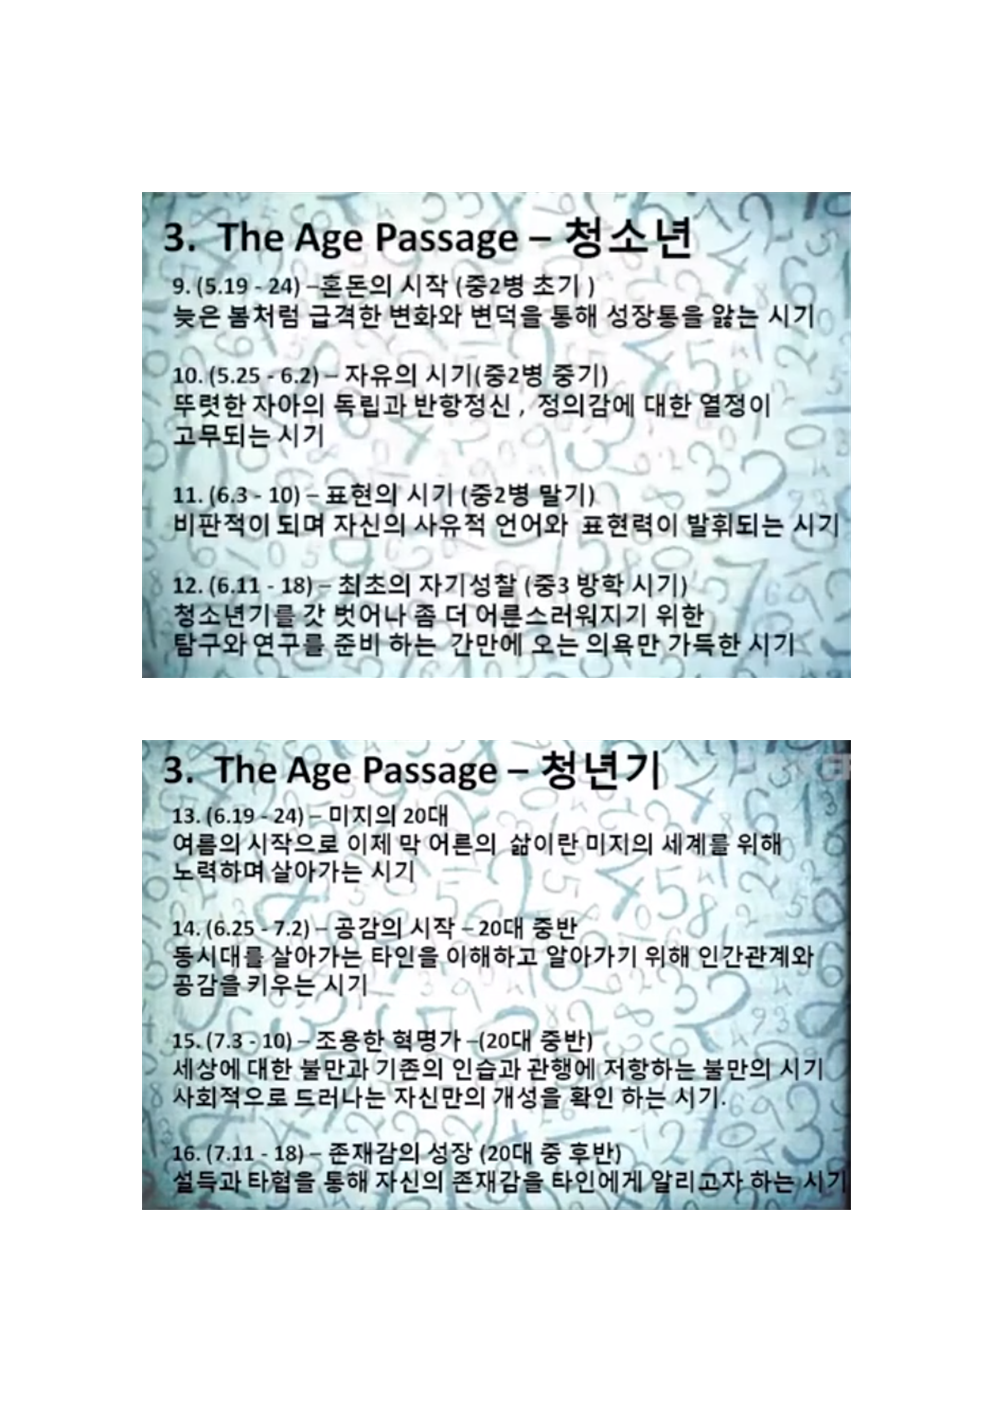 3. The Age Passage – 청소년
9. (5.19 - 24) –혼돈의 시작 (중2병 초기 )
늦은 봄처럼 급격한 변화와 변덕을 통해 성장통을 앓는 시기
10. (5.25 - 6.2) – 자유의 시기(중2병 중기)
뚜렷한 자아의 독립과 반항정신 , 정의감에 대한 열정이
고무되는 시기
11. (6.3 - 10) – 표현의 시기 (중2병 말기)
비판적이 되며 자신의 사유적 언어와 표현력이 발휘되는 시기
12. (6.11 - 18) – 최초의 자기성찰 (중3 방학 시기)
청소년기를 갓 벗어나 좀 더 어른스러워지기 위한
탐구와 연구를 준비 하는 간만에 오는 의욕만 가득한 시기
3. The Age Passage – 청년기
13. (6.19 - 24) – 미지의 20대
여름의 시작으로 이제 막 어른의 삶이란 미지의 세계를 위해
노력하며 살아가는 시기
14. (6.25 - 7.2) – 공감의 시작 – 20대 중반
동시대를 살아가는 타인을 이해하고 알아가기 위해 인간관계와
공감을 키우는 시기
15. (7.3 - 10) – 조용한 혁명가 –(20대 중반)
세상에 대한 불만과 기존의 인습과 관행에 저항하는 불만의 시기
사회적으로 드러나는 자신만의 개성을 확인 하는 시기.
16. (7.11 - 18) – 존재감의 성장 (20대 중 후반)
설득과 타협을 통해 자신의 존재감을 타인에게 알리고자 하는 시기